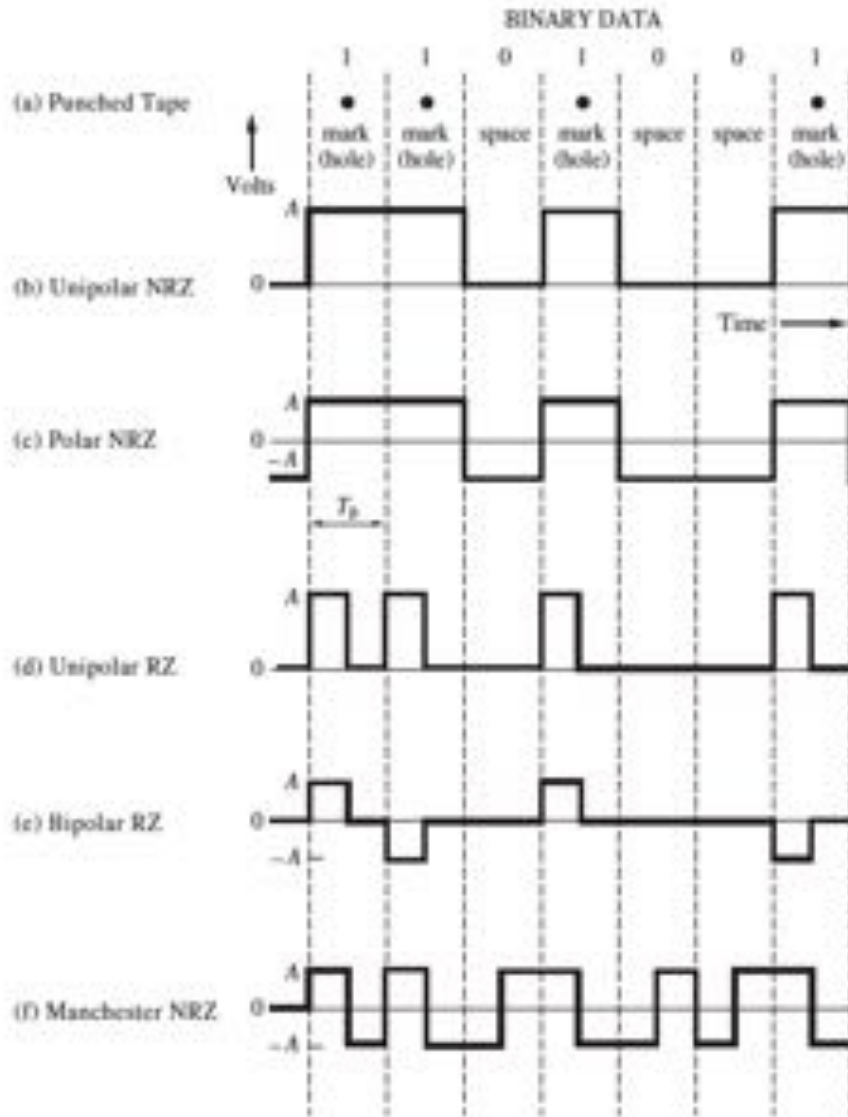 BINARY DATA
1 1 0 1 0 0 1
(a) Punched Tape
mark mark space mark space space mark
(hole) (hole) (hole) (hole)
Volts
A
0
(b) Unipolar NRZ
Time
A
0
(c) Polar NRZ
–A
Tb
A
0
(d) Unipolar RZ
A
0
(e) Bipolar RZ
–A
A
0
(f) Manchester NRZ
–A